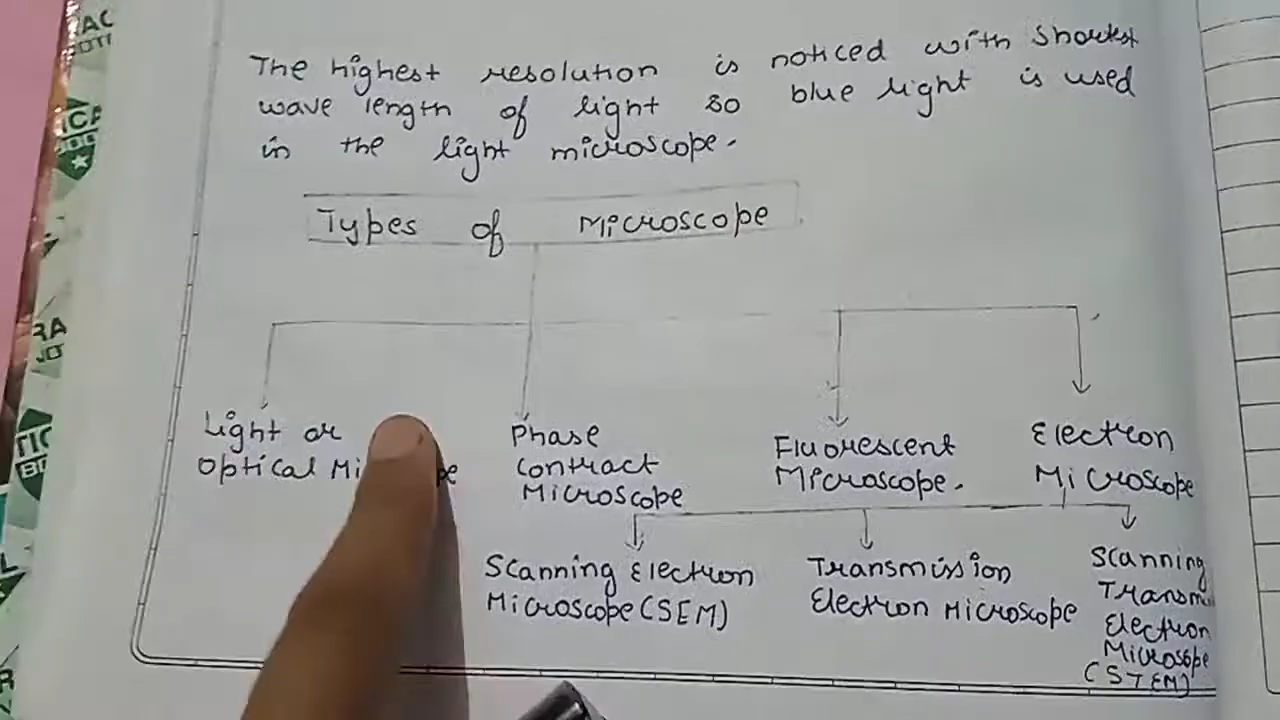 The highest resolution is noticed with shortest
wave length of light so blue light is used
in the light microscope.
Types of Microscope
Light or
Optical
Phase
Contract
Microscope
Fluorescent
Microscope.
Electron
Microscope
Scanning Electron
Microscope (SEM)
Transmission
Electron Microscope
Scanning
Electron
Microscope
(STEM)